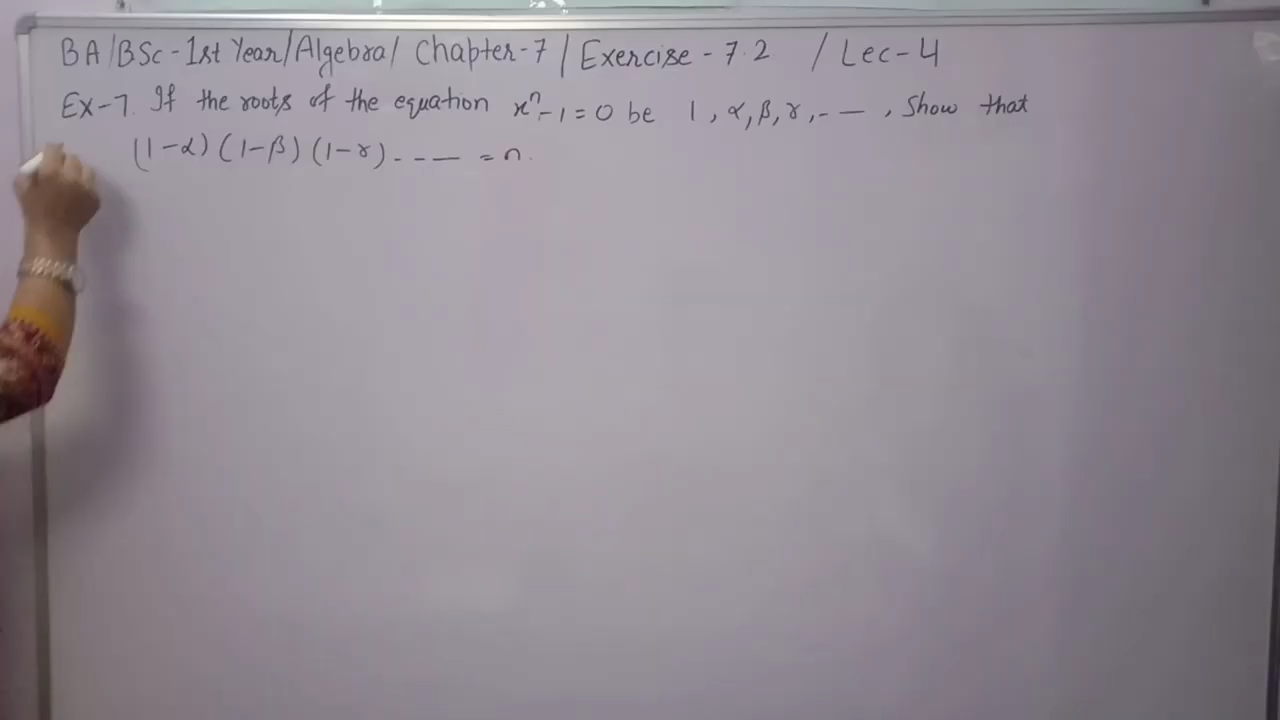 BA/BSc-1st Year/Algebra/ Chapter-7 / Exercise-7.2 / Lec-4
Ex-7. If the roots of the equation xⁿ-1=0 be 1, α, β, γ, - — , Show that
(1-α) (1-β) (1-γ) - - — = n.